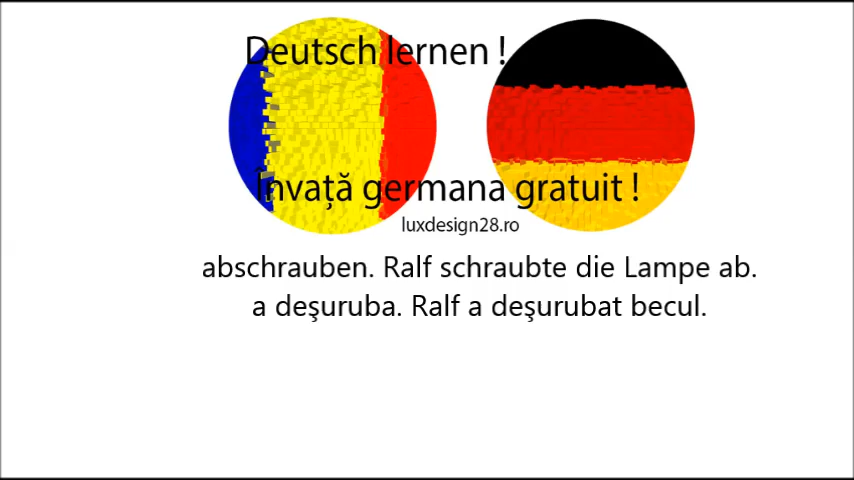 Deutsch lernen !
Învață germana gratuit !
luxdesign28.ro
abschrauben. Ralf schraubte die Lampe ab.
a deşuruba. Ralf a deşurubat becul.